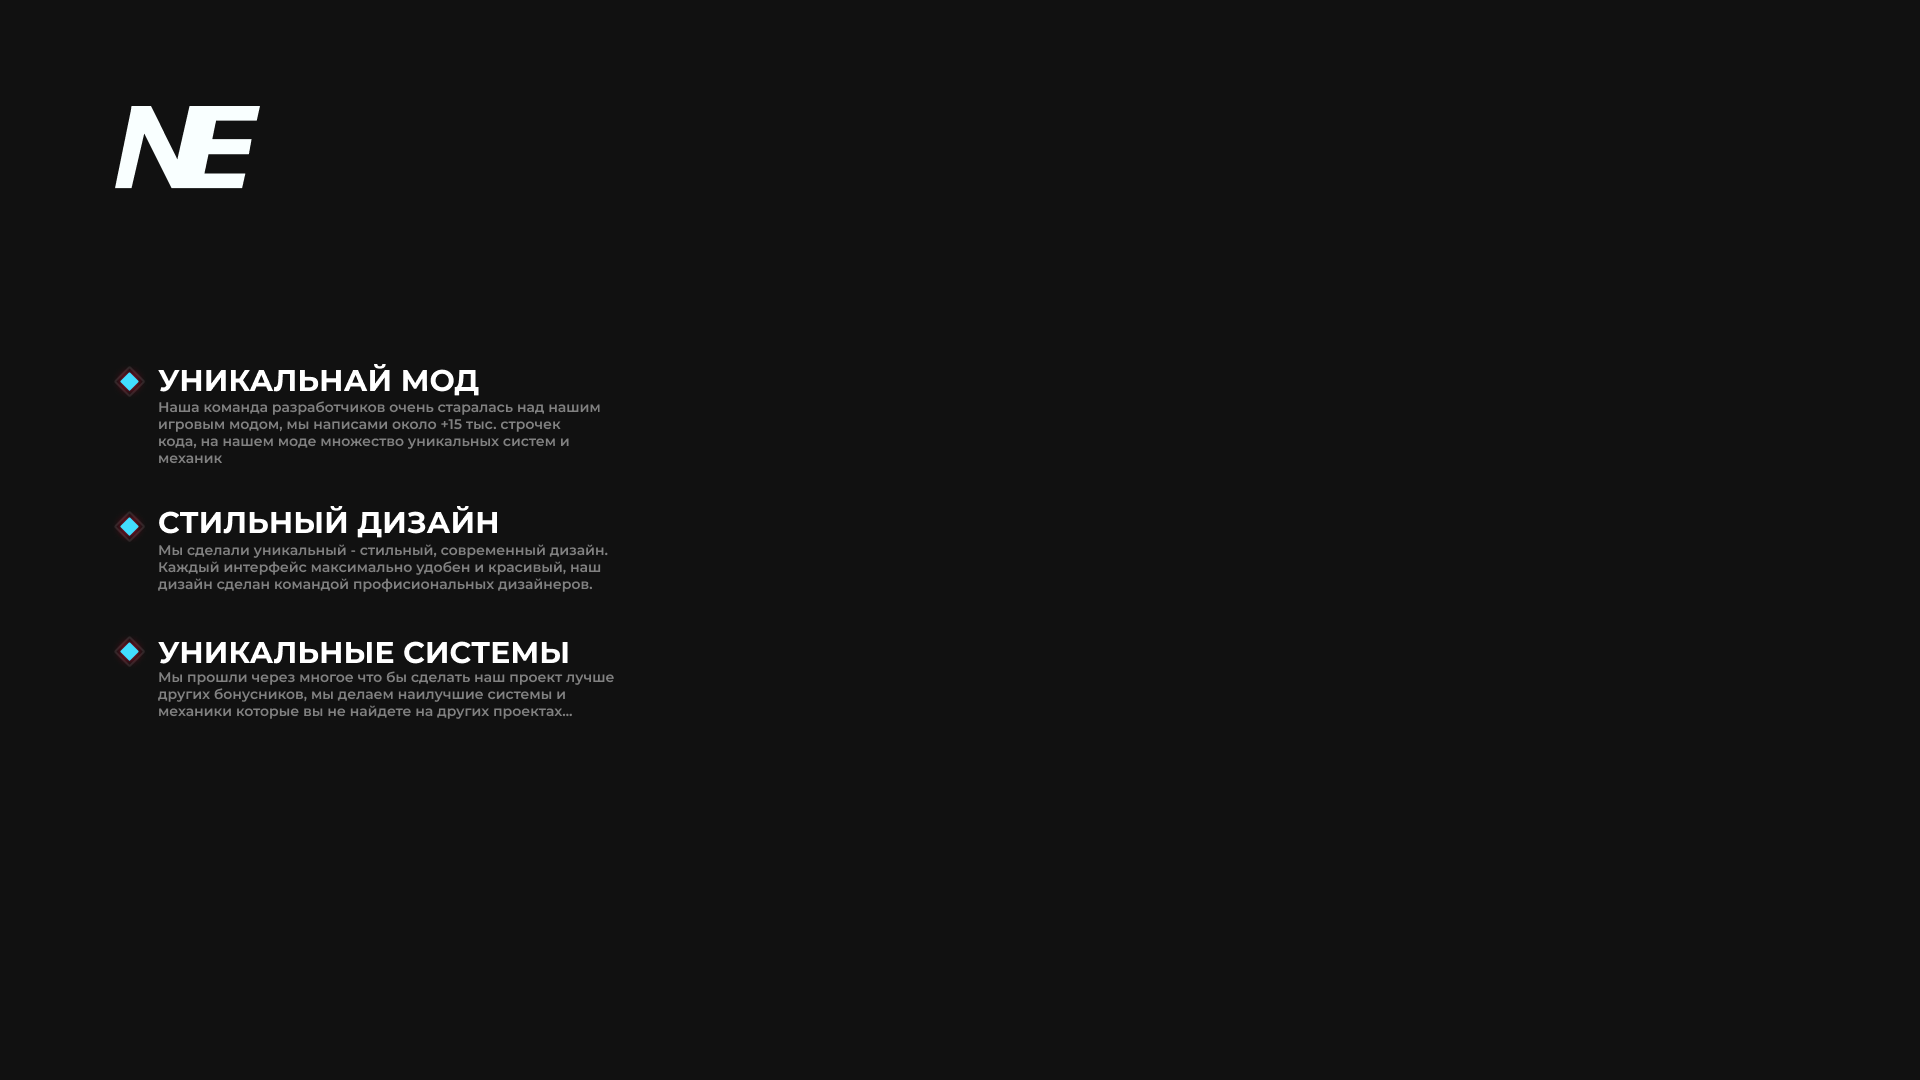 NE
УНИКАЛЬНАЙ МОД
Наша команда разработчиков очень старалась над нашим
игровым модом, мы написами около +15 тыс. строчек
кода, на нашем моде множество уникальных систем и
механик
СТИЛЬНЫЙ ДИЗАЙН
Мы сделали уникальный - стильный, современный дизайн.
Каждый интерфейс максимально удобен и красивый, наш
дизайн сделан командой профисиональных дизайнеров.
УНИКАЛЬНЫЕ СИСТЕМЫ
Мы прошли через многое что бы сделать наш проект лучше
других бонусников, мы делаем наилучшие системы и
механики которые вы не найдете на других проектах...